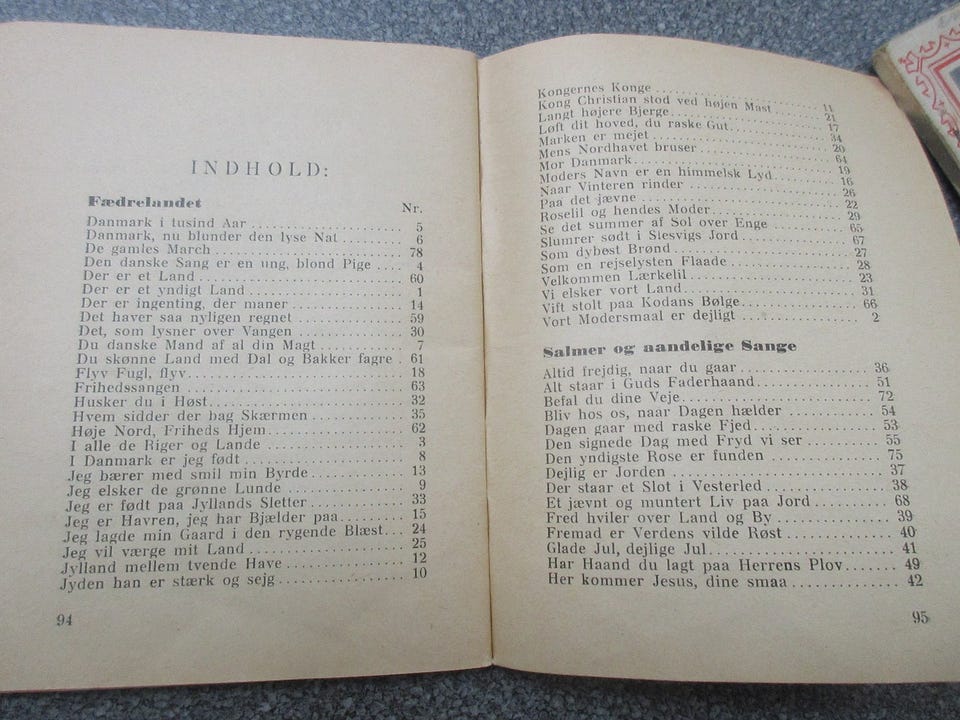 INDHOLD:
Fædrelandet
Nr.
Danmark i tusind Aar .................... 5
Danmark, nu blunder den lyse Nat ........ 6
De gamles March ......................... 78
Den danske Sang er en ung, blond Pige .... 4
Der er et Land .......................... 60
Der er et yndigt Land ................... 1
Der er ingenting, der maner ............. 14
Det haver saa nyligen regnet ............ 59
Det, som lysner over Vangen ............. 30
Du danske Mand af al din Magt ........... 7
Du skønne Land med Dal og Bakker fagre . 61
Flyv Fugl, flyv.......................... 18
Frihedssangen ........................... 63
Husker du i Høst......................... 32
Hvem sidder der bag Skærmen ............. 35
Høje Nord, Friheds Hjem.................. 62
I alle de Riger og Lande ................ 3
I Danmark er jeg født ................... 8
Jeg bærer med smil min Byrde ............ 13
Jeg elsker de grønne Lunde .............. 9
Jeg er født paa Jyllands Sletter ........ 33
Jeg er Havren, jeg har Bjælder paa....... 15
Jeg lagde min Gaard i den rygende Blæst... 24
Jeg vil værge mit Land .................. 25
Jylland mellem tvende Have .............. 12
Jyden han er stærk og sejg............... 10
94
Kongernes Konge ......................... 11
Kong Christian stod ved højen Mast ...... 21
Langt højere Bjerge ..................... 17
Løft dit hoved, du raske Gut............. 34
Marken er mejet ......................... 20
Mens Nordhavet bruser ................... 64
Mor Danmark.............................. 19
Moders Navn er en himmelsk Lyd........... 16
Naar Vinteren rinder .................... 26
Paa det jævne ........................... 22
Roselil og hendes Moder.................. 29
Se det summer af Sol over Enge .......... 65
Slumrer sødt i Slesvigs Jord ............ 67
Som dybest Brønd ........................ 27
Som en rejselysten Flaade ............... 28
Velkommen Lærkelil ...................... 23
Vi elsker vort Land ..................... 31
Vift stolt paa Kodans Bølge ............. 66
Vort Modersmaal er dejligt .............. 2
Salmer og aandelige Sange
Altid frejdig, naar du gaar ............. 36
Alt staar i Guds Faderhaand.............. 51
Befal du dine Veje....................... 72
Bliv hos os, naar Dagen hælder .......... 54
Dagen gaar med raske Fjed................ 53
Den signede Dag med Fryd vi ser ......... 55
Den yndigste Rose er funden ............. 75
Dejlig er Jorden ........................ 37
Der staar et Slot i Vesterled............ 38
Et jævnt og muntert Liv paa Jord ........ 68
Fred hviler over Land og By ............. 39
Fremad er Verdens vilde Røst ............ 40
Glade Jul, dejlige Jul................... 41
Har Haand du lagt paa Herrens Plov....... 49
Her kommer Jesus, dine smaa ............. 42
95